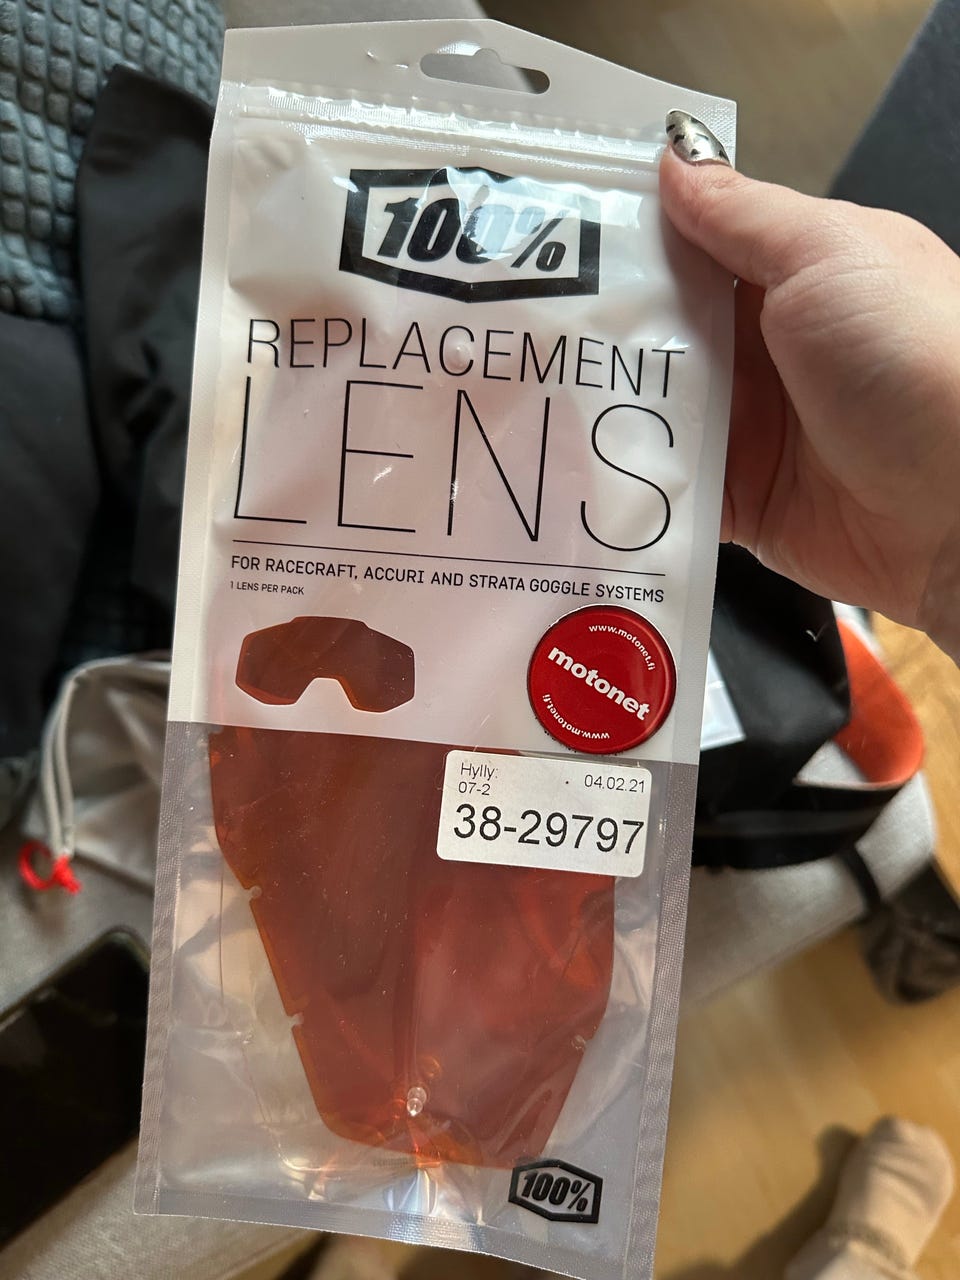 100%
REPLACEMENT
LENS
FOR RACECRAFT, ACCURI AND STRATA GOGGLE SYSTEMS
1 LENS PER PACK
www.motonet.fi
motonet
www.motonet.fi
Hylly: 04.02.21
07-2
38-29797
100%